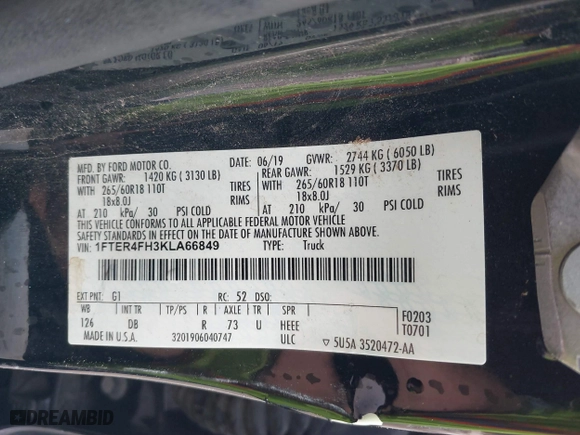 MFD. BY FORD MOTOR CO.
DATE: 06/19 GVWR: 2744 KG ( 6050 LB)
FRONT GAWR: 1420 KG ( 3130 LB)
REAR GAWR: 1529 KG ( 3370 LB)
WITH 265/60R18 110T TIRES
18x8.0J RIMS
AT 210 kPa/ 30 PSI COLD
WITH 265/60R18 110T TIRES
18x8.0J RIMS
AT 210 kPa/ 30 PSI COLD
THIS VEHICLE CONFORMS TO ALL APPLICABLE FEDERAL MOTOR VEHICLE
SAFETY AND THEFT PREVENTION STANDARDS IN EFFECT ON THE DATE OF MANUFACTURE SHOWN ABOVE.
VIN: 1FTER4FH3KLA66849 TYPE: Truck
EXT PNT: G1 RC: 52 DSO:
WB INT TR TP/PS R AXLE TR SPR
126 DB R 73 U HEEE
ULC
F0203
T0701
MADE IN U.S.A. 3201906040747
5U5A 3520472-AA
DREAMBID